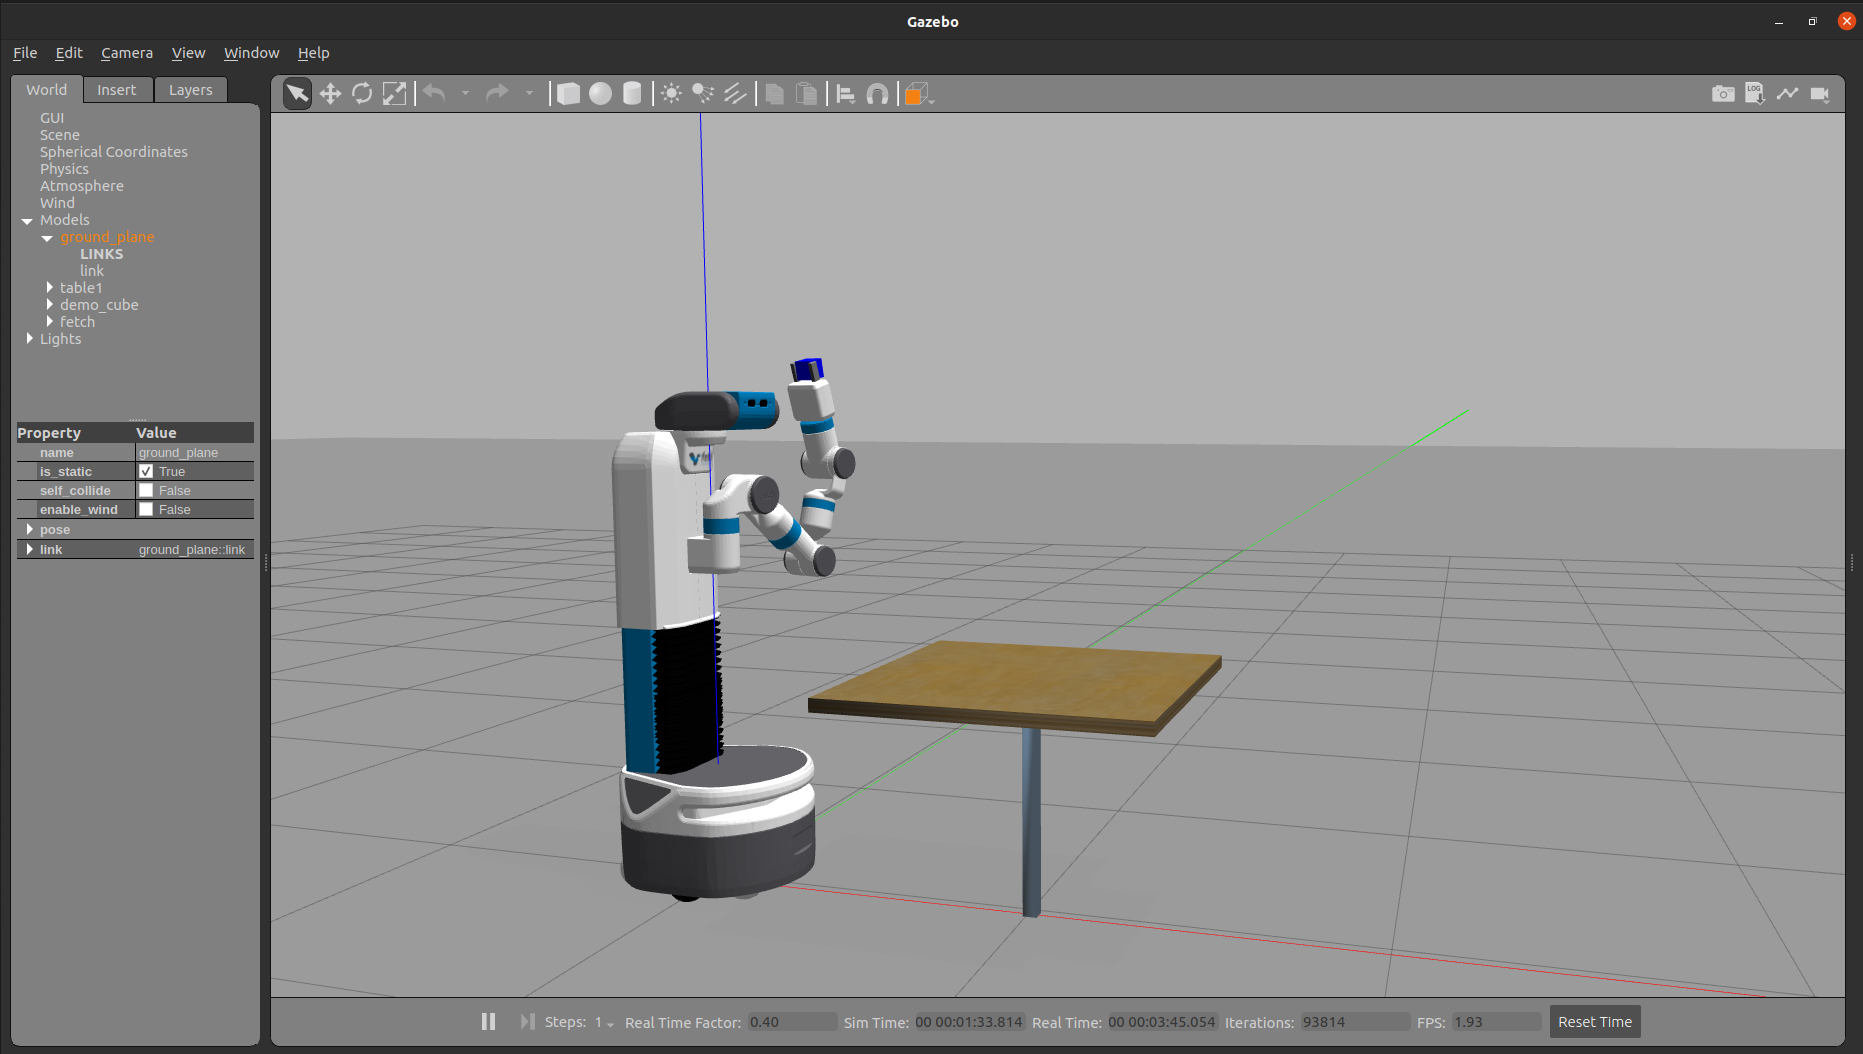 Gazebo
File Edit Camera View Window Help
World Insert Layers
LOG
GUI
Scene
Spherical Coordinates
Physics
Atmosphere
Wind
Models
ground_plane
LINKS
link
table1
demo_cube
fetch
Lights
Property Value
name ground_plane
is_static True
self_collide False
enable_wind False
pose
link ground_plane::link
Steps: 1 Real Time Factor: 0.40 Sim Time: 00 00:01:33.814 Real Time: 00 00:03:45.054 Iterations: 93814 FPS: 1.93 Reset Time